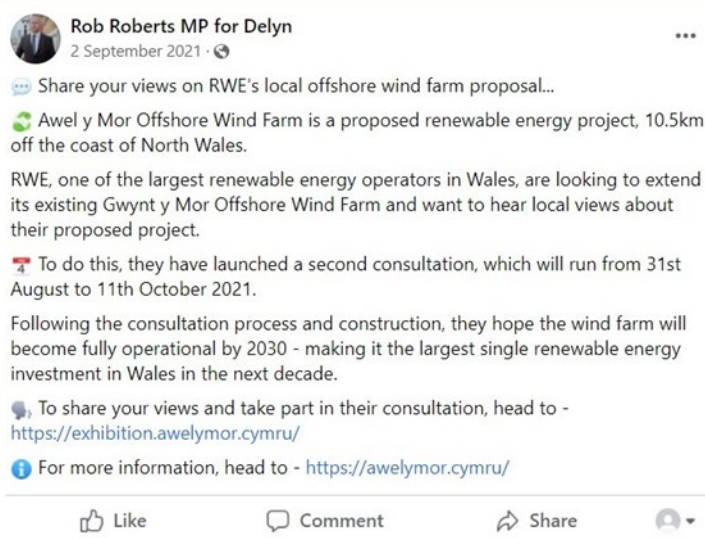 Rob Roberts MP for Delyn
2 September 2021 ·
Share your views on RWE's local offshore wind farm proposal...
Awel y Mor Offshore Wind Farm is a proposed renewable energy project, 10.5km
off the coast of North Wales.
RWE, one of the largest renewable energy operators in Wales, are looking to extend
its existing Gwynt y Mor Offshore Wind Farm and want to hear local views about
their proposed project.
4
To do this, they have launched a second consultation, which will run from 31st
August to 11th October 2021.
Following the consultation process and construction, they hope the wind farm will
become fully operational by 2030 - making it the largest single renewable energy
investment in Wales in the next decade.
To share your views and take part in their consultation, head to -
https://exhibition.awelymor.cymru/
For more information, head to - https://awelymor.cymru/
Like
Comment
Share